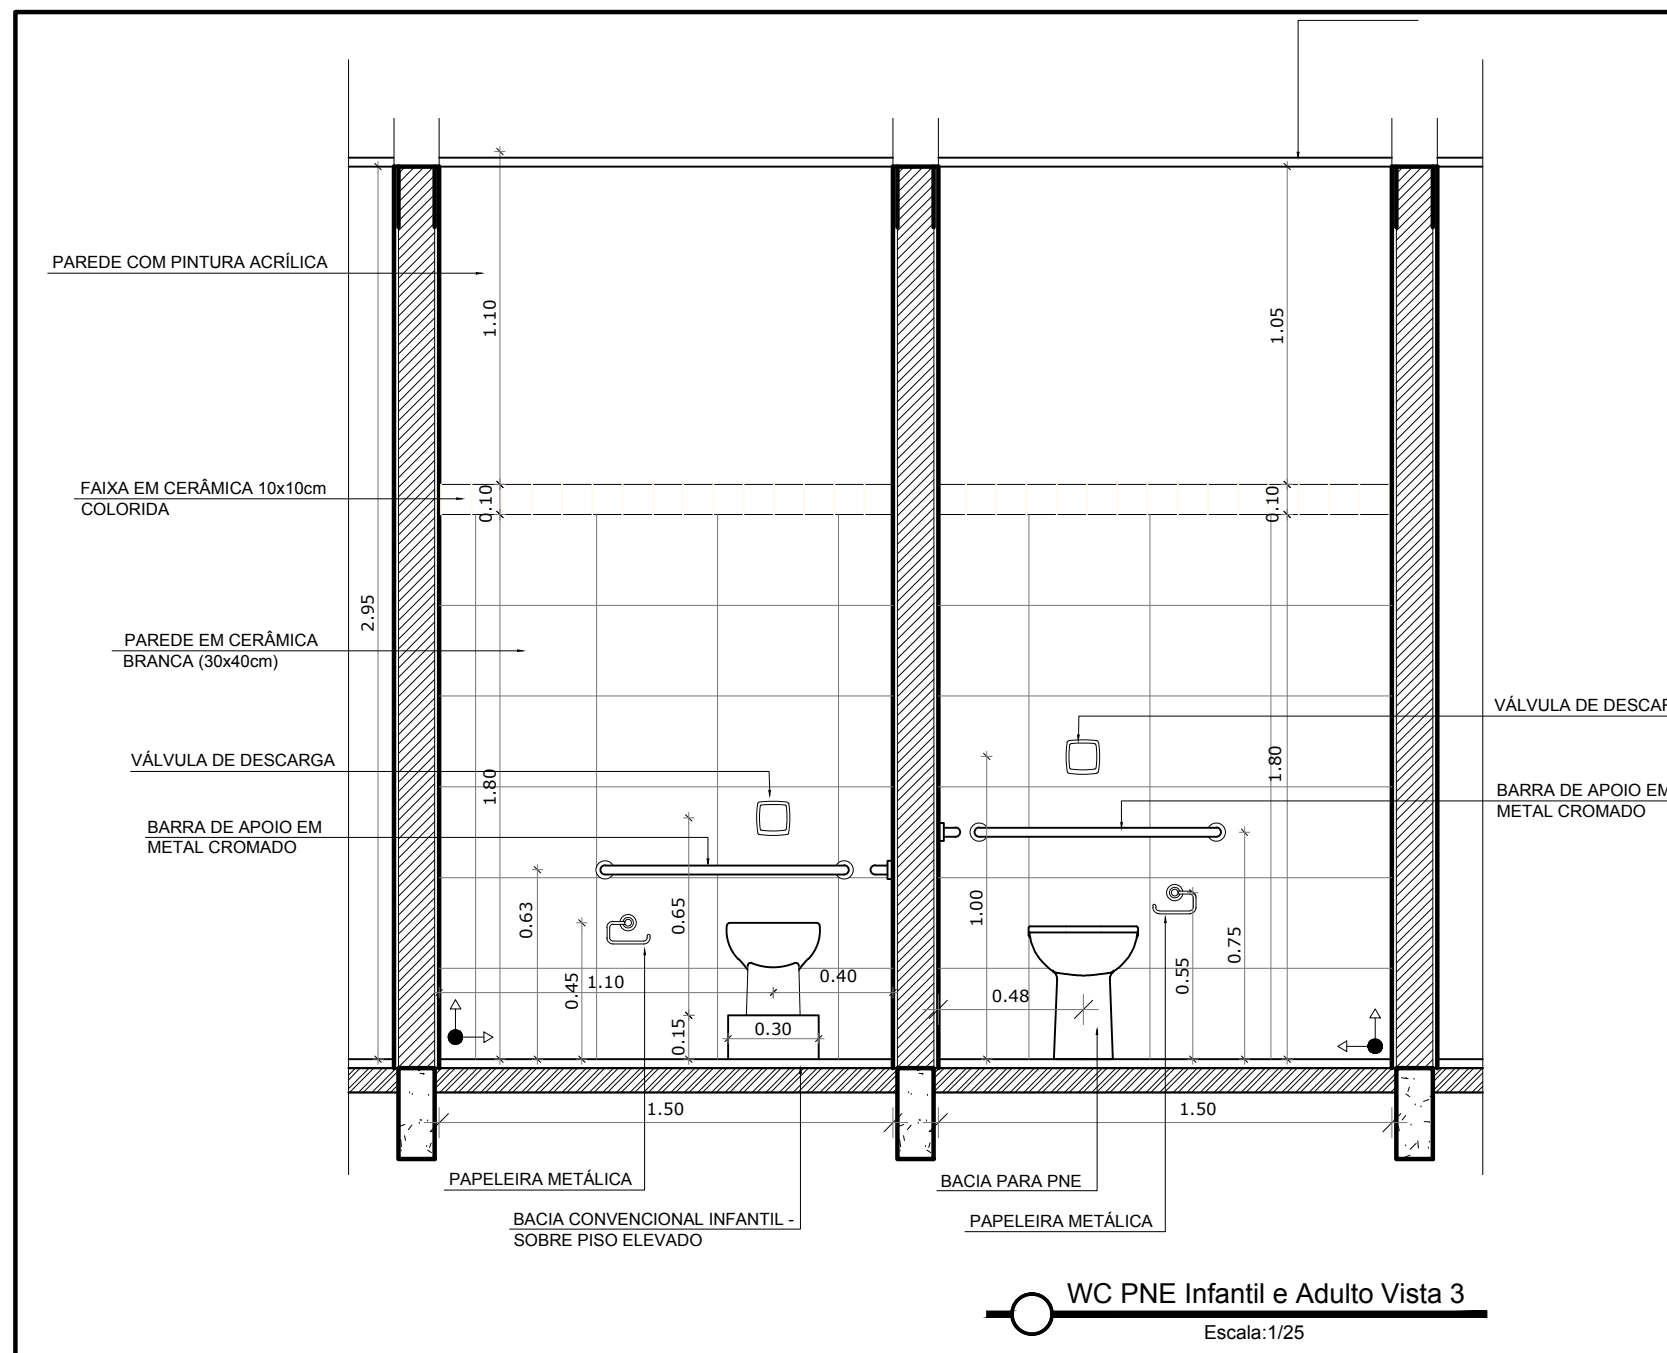 PAREDE COM PINTURA ACRÍLICA
1.10
1.05
FAIXA EM CERÂMICA 10x10cm
COLORIDA
0.10
0.10
2.95
PAREDE EM CERÂMICA
BRANCA (30x40cm)
VÁLVULA DE DESCAR
VÁLVULA DE DESCARGA
1.80
1.80
BARRA DE APOIO EM
METAL CROMADO
BARRA DE APOIO EM
METAL CROMADO
0.63
0.65
1.00
0.75
0.45
1.10
0.40
0.48
0.55
0.15
0.30
1.50
1.50
PAPELEIRA METÁLICA
BACIA PARA PNE
BACIA CONVENCIONAL INFANTIL -
SOBRE PISO ELEVADO
PAPELEIRA METÁLICA
WC PNE Infantil e Adulto Vista 3
Escala:1/25